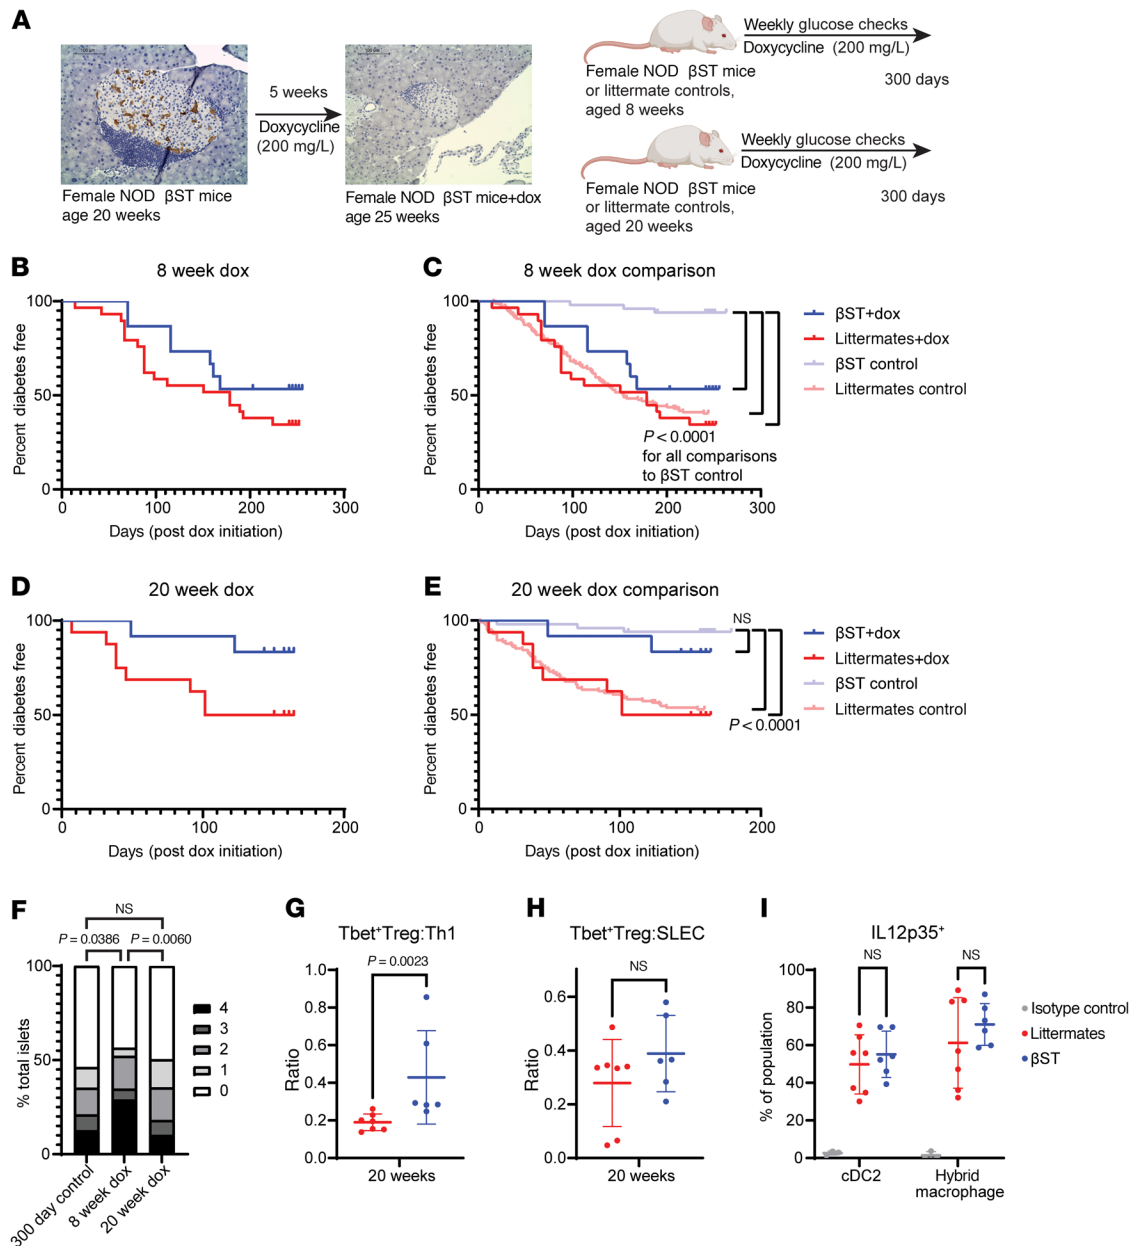 A
5 weeks
Doxycycline
(200 mg/L)
Female NOD βST mice
age 20 weeks
Female NOD βST mice+dox
age 25 weeks
Weekly glucose checks
Doxycycline (200 mg/L)
300 days
Female NOD βST mice
or littermate controls,
aged 8 weeks
Weekly glucose checks
Doxycycline (200 mg/L)
300 days
Female NOD βST mice
or littermate controls,
aged 20 weeks
B
8 week dox
Percent diabetes free
100
50
0
0 100 200 300
Days (post dox initiation)
C
8 week dox comparison
Percent diabetes free
100
50
0
P < 0.0001
for all comparisons
to βST control
0 100 200 300
Days (post dox initiation)
βST+dox
Littermates+dox
βST control
Littermates control
D
20 week dox
Percent diabetes free
100
50
0
0 100 200
Days (post dox initiation)
E
20 week dox comparison
Percent diabetes free
100
50
0
NS
P < 0.0001
0 100 200
Days (post dox initiation)
βST+dox
Littermates+dox
βST control
Littermates control
F
NS
P = 0.0386 P = 0.0060
% total islets
100
50
0
300 day control
8 week dox
20 week dox
4
3
2
1
0
G
Tbet+Treg:Th1
P = 0.0023
Ratio
1.0
0.8
0.6
0.4
0.2
0.0
20 weeks
H
Tbet+Treg:SLEC
NS
Ratio
0.6
0.4
0.2
0.0
20 weeks
I
IL12p35+
NS NS
% of population
100
80
60
40
20
0
cDC2
Hybrid
macrophage
Isotype control
Littermates
βST